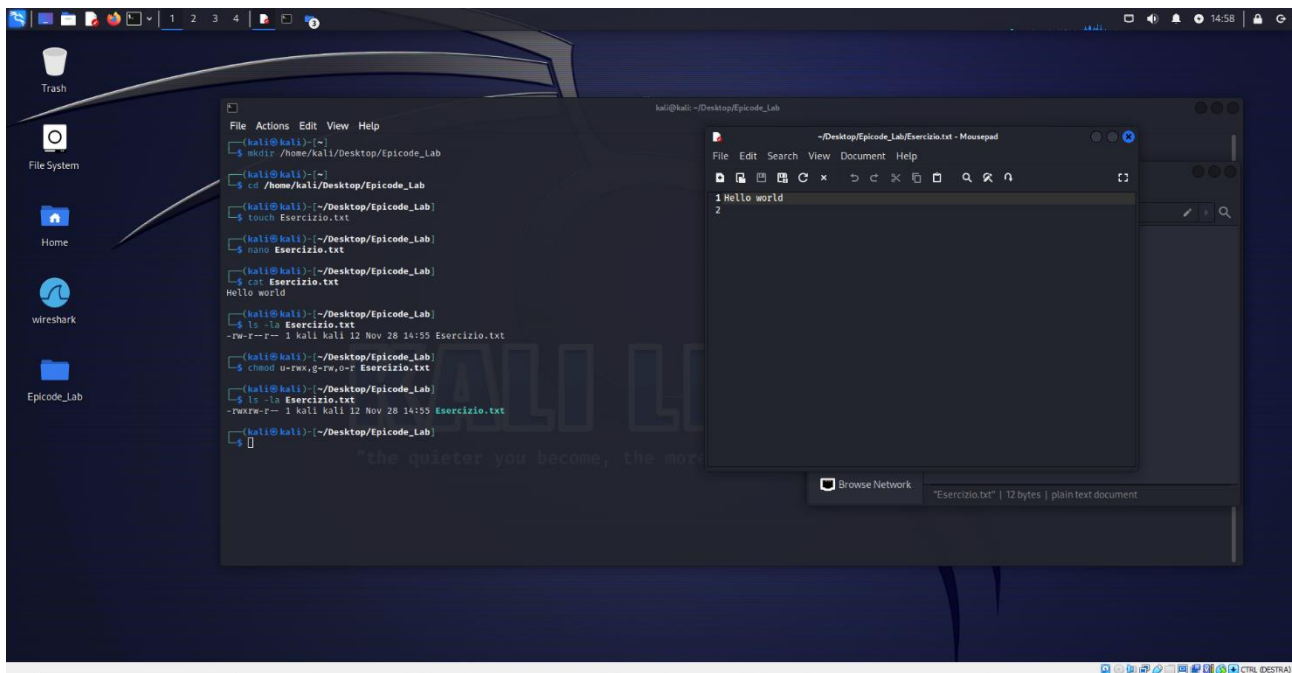 1 2 3 4
3
14:58
Trash
File System
Home
wireshark
Epicode_Lab
kali@kali: ~/Desktop/Epicode_Lab
File Actions Edit View Help
┌──(kali㉿kali)-[~]
└─$ mkdir /home/kali/Desktop/Epicode_Lab
┌──(kali㉿kali)-[~]
└─$ cd /home/kali/Desktop/Epicode_Lab
┌──(kali㉿kali)-[~/Desktop/Epicode_Lab]
└─$ touch Esercizio.txt
┌──(kali㉿kali)-[~/Desktop/Epicode_Lab]
└─$ nano Esercizio.txt
┌──(kali㉿kali)-[~/Desktop/Epicode_Lab]
└─$ cat Esercizio.txt
Hello world
┌──(kali㉿kali)-[~/Desktop/Epicode_Lab]
└─$ ls -la Esercizio.txt
-rw-r--r-- 1 kali kali 12 Nov 28 14:55 Esercizio.txt
┌──(kali㉿kali)-[~/Desktop/Epicode_Lab]
└─$ chmod u=rwx,g=rw,o=r Esercizio.txt
┌──(kali㉿kali)-[~/Desktop/Epicode_Lab]
└─$ ls -la Esercizio.txt
-rwxrw-r-- 1 kali kali 12 Nov 28 14:55 Esercizio.txt
┌──(kali㉿kali)-[~/Desktop/Epicode_Lab]
└─$
KALI LI
"the quieter you become, the more
~/Desktop/Epicode_Lab/Esercizio.txt - Mousepad
File Edit Search View Document Help
1 Hello world
2
Browse Network
"Esercizio.txt" | 12 bytes | plain text document
CTRL (DESTRA)